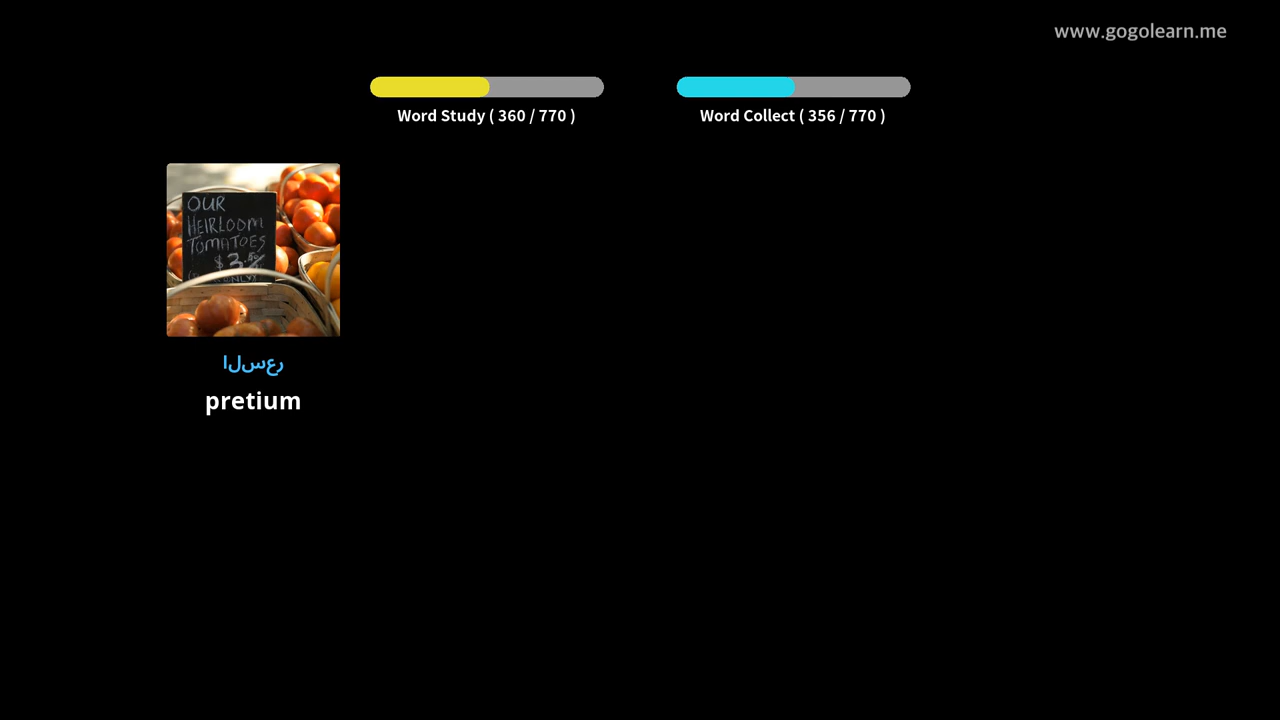 www.gogolearn.me
Word Study ( 360 / 770 )
Word Collect ( 356 / 770 )
OUR
HEIRLOOM
TOMATOES
السعر
pretium